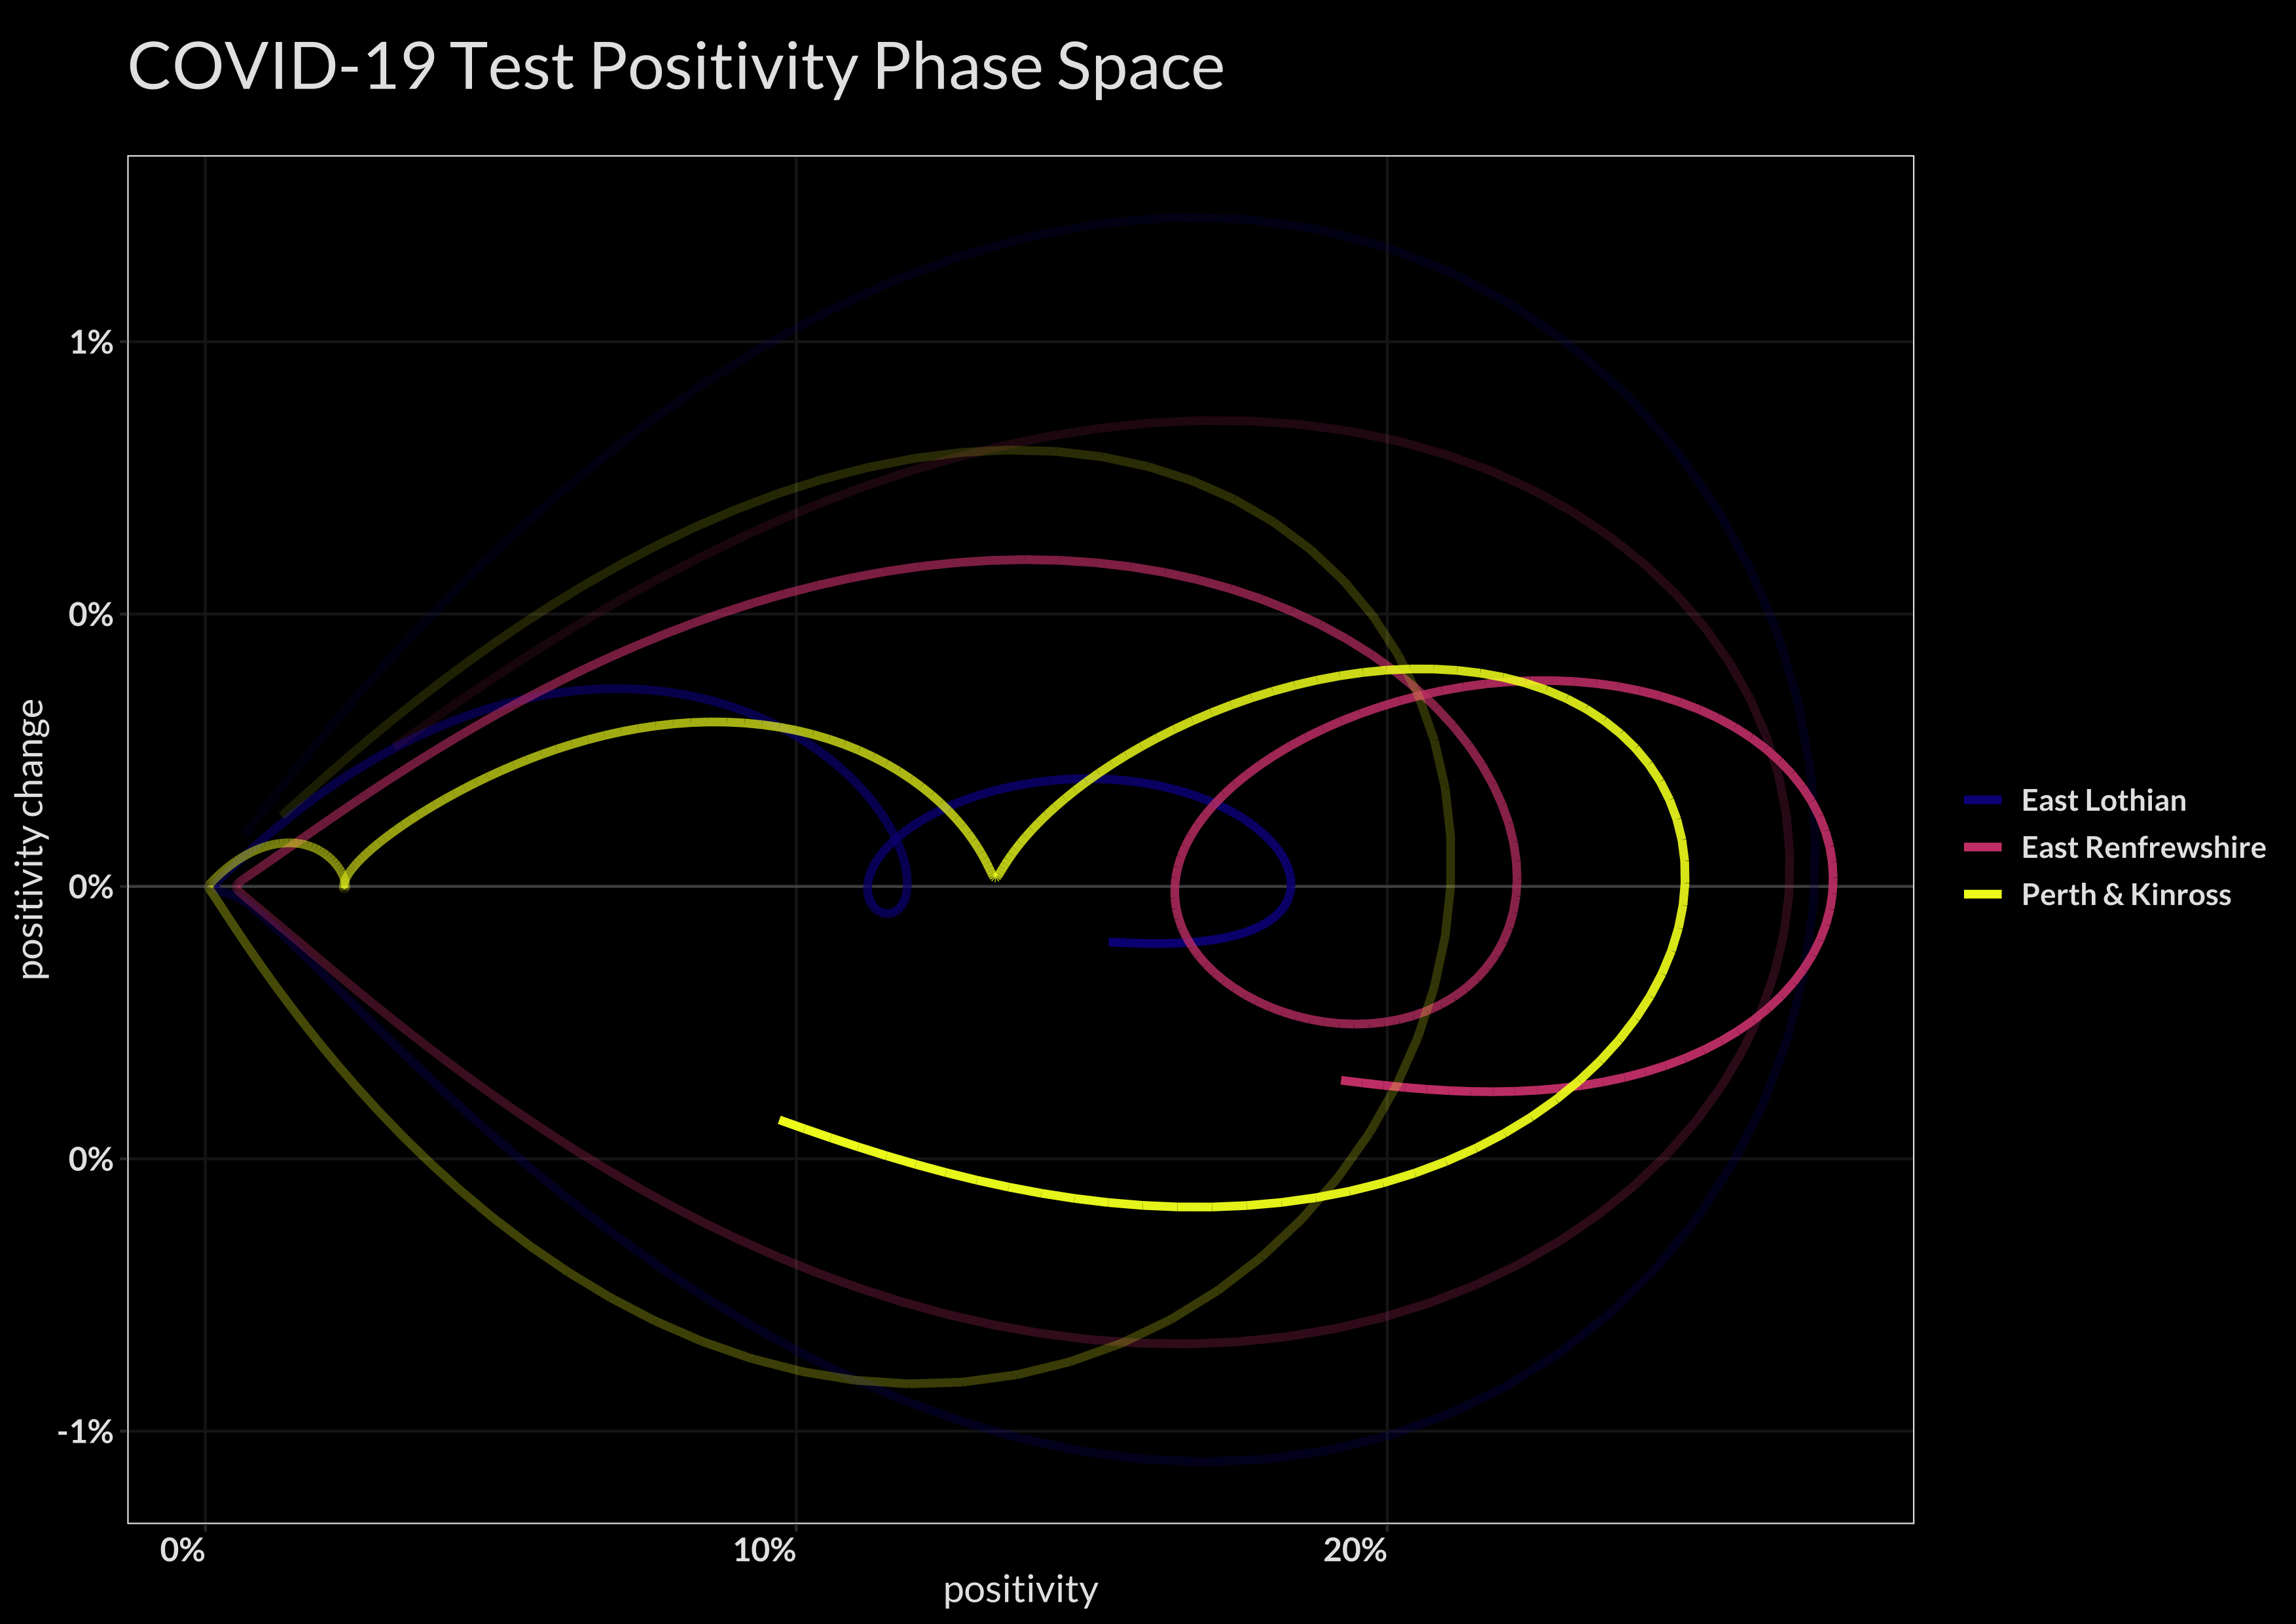 COVID-19 Test Positivity Phase Space
1%
0%
0%
0%
-1%
positivity change
0%
10%
20%
positivity
East Lothian
East Renfrewshire
Perth & Kinross